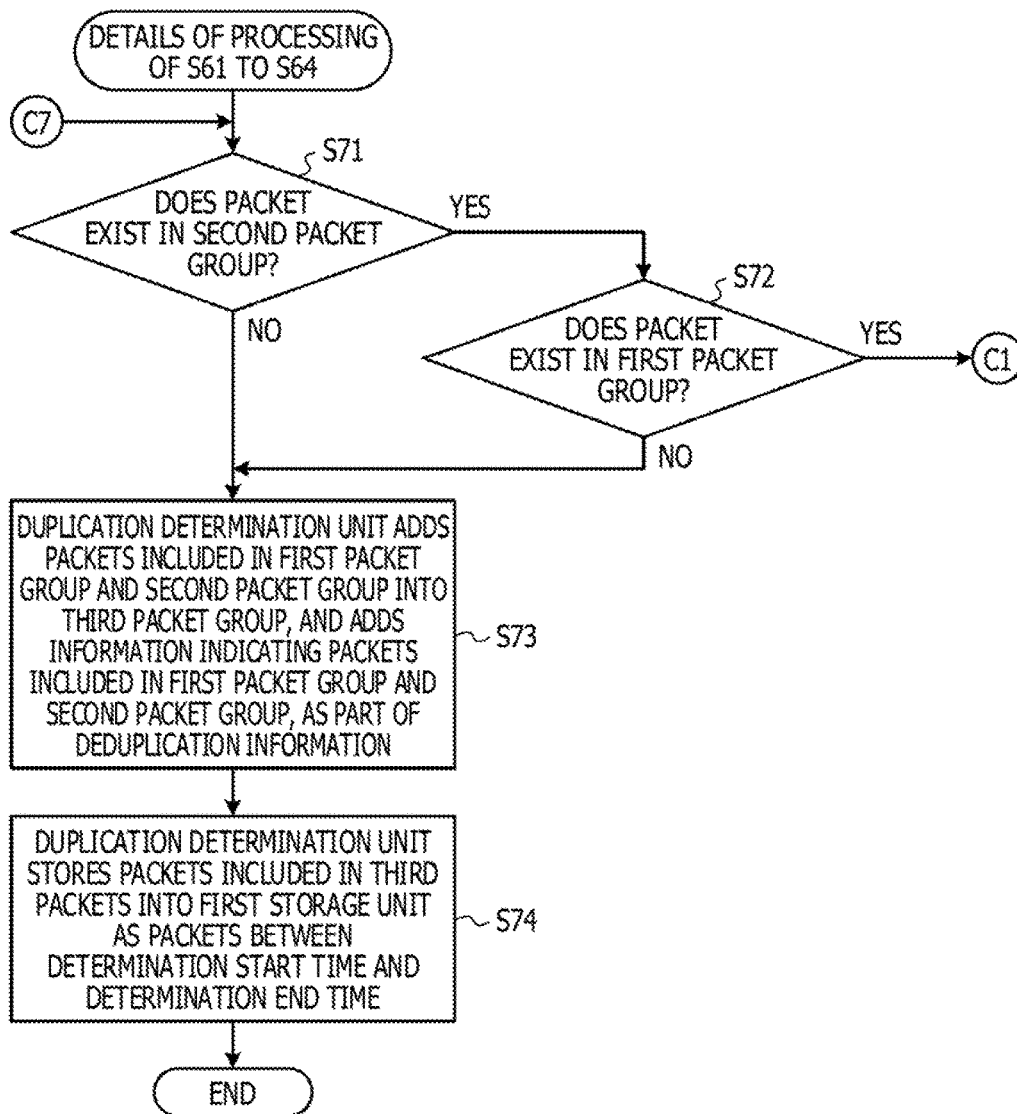 DETAILS OF PROCESSING
OF S61 TO S64
C7
S71
DOES PACKET
EXIST IN SECOND PACKET
GROUP?
YES
NO
S72
DOES PACKET
EXIST IN FIRST PACKET
GROUP?
YES
C1
NO
DUPLICATION DETERMINATION UNIT ADDS
PACKETS INCLUDED IN FIRST PACKET
GROUP AND SECOND PACKET GROUP INTO
THIRD PACKET GROUP, AND ADDS
INFORMATION INDICATING PACKETS
INCLUDED IN FIRST PACKET GROUP AND
SECOND PACKET GROUP, AS PART OF
DEDUPLICATION INFORMATION
S73
DUPLICATION DETERMINATION UNIT
STORES PACKETS INCLUDED IN THIRD
PACKETS INTO FIRST STORAGE UNIT
AS PACKETS BETWEEN
DETERMINATION START TIME AND
DETERMINATION END TIME
S74
END